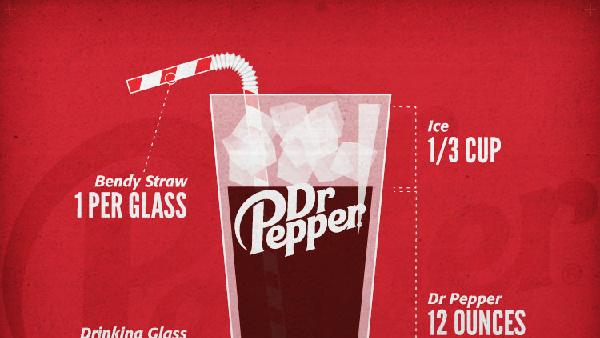 Ice
1/3 CUP
Bendy Straw
1 PER GLASS
Dr
Pepper
Dr Pepper
12 OUNCES
Drinking Glass